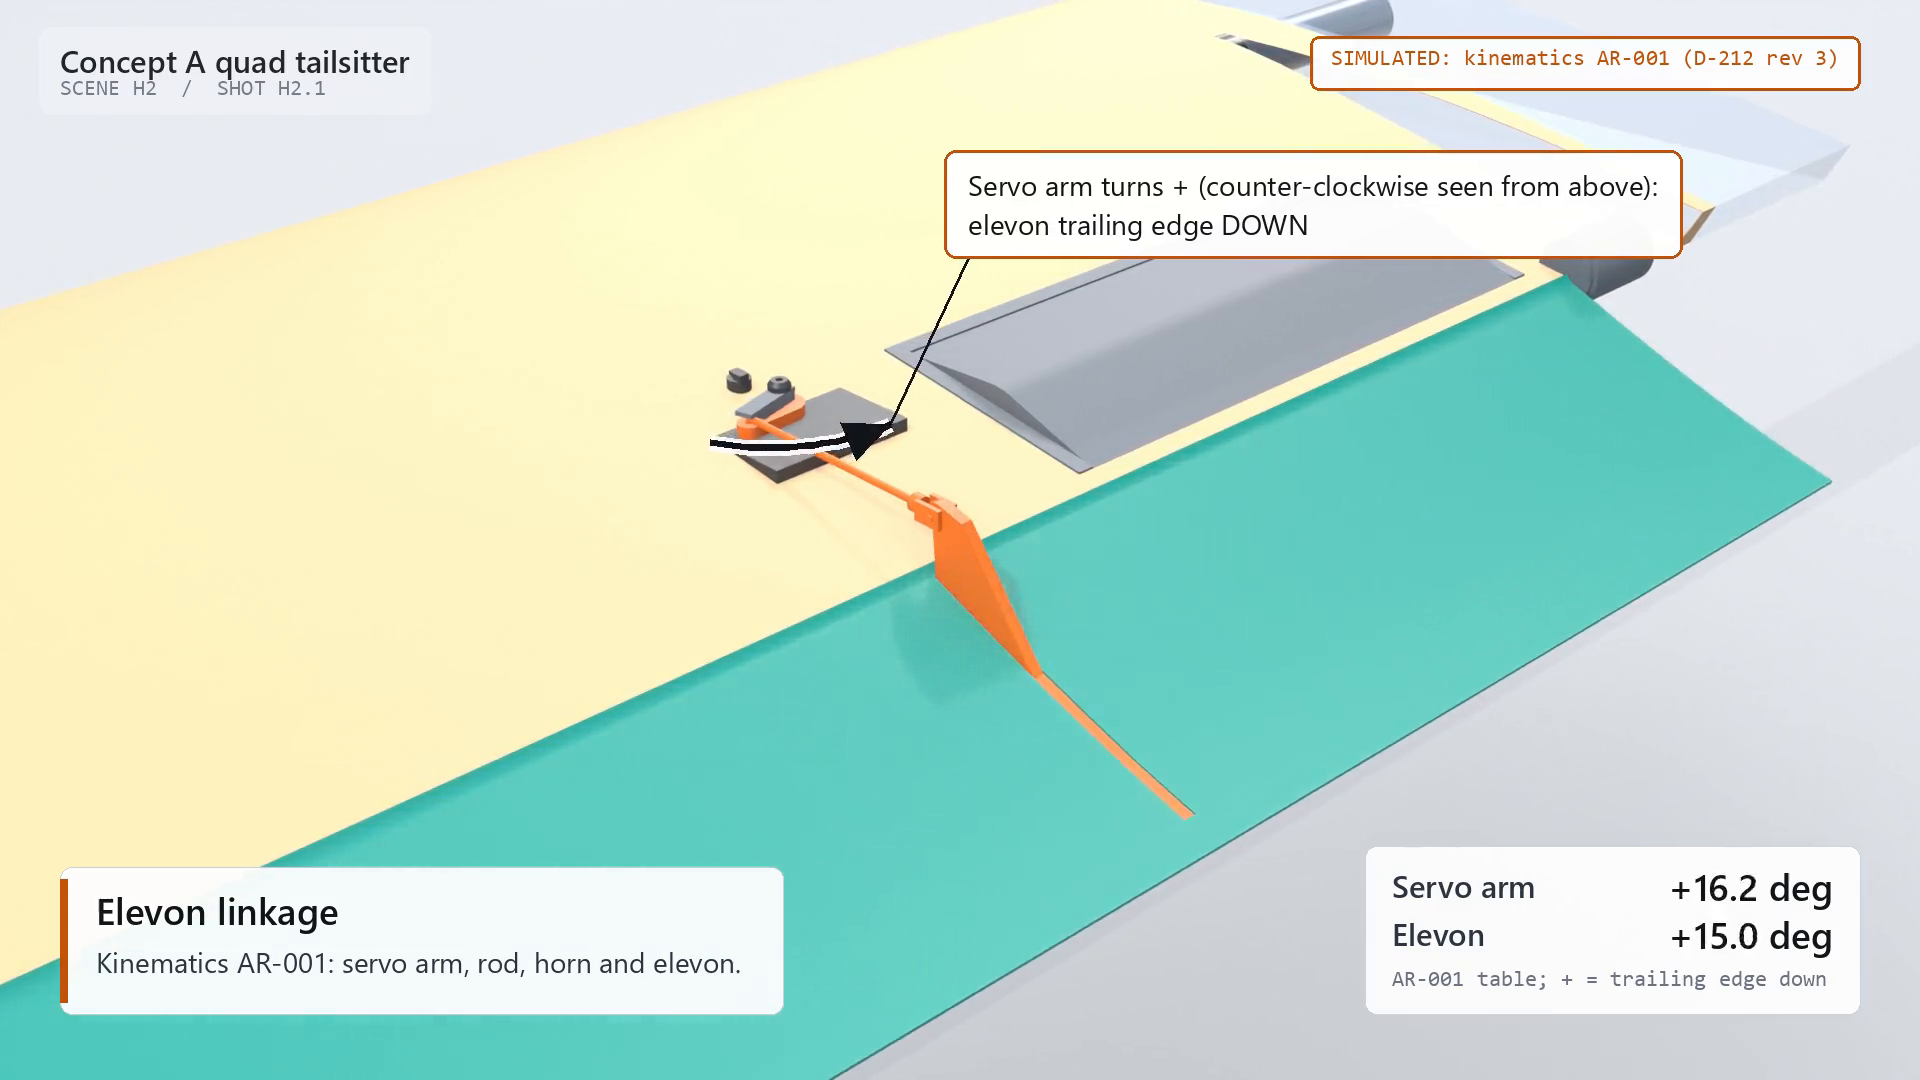 Concept A quad tailsitter
SCENE H2 / SHOT H2.1
SIMULATED: kinematics AR-001 (D-212 rev 3)
Servo arm turns + (counter-clockwise seen from above):
elevon trailing edge DOWN
Elevon linkage
Kinematics AR-001: servo arm, rod, horn and elevon.
Servo arm +16.2 deg
Elevon +15.0 deg
AR-001 table; + = trailing edge down